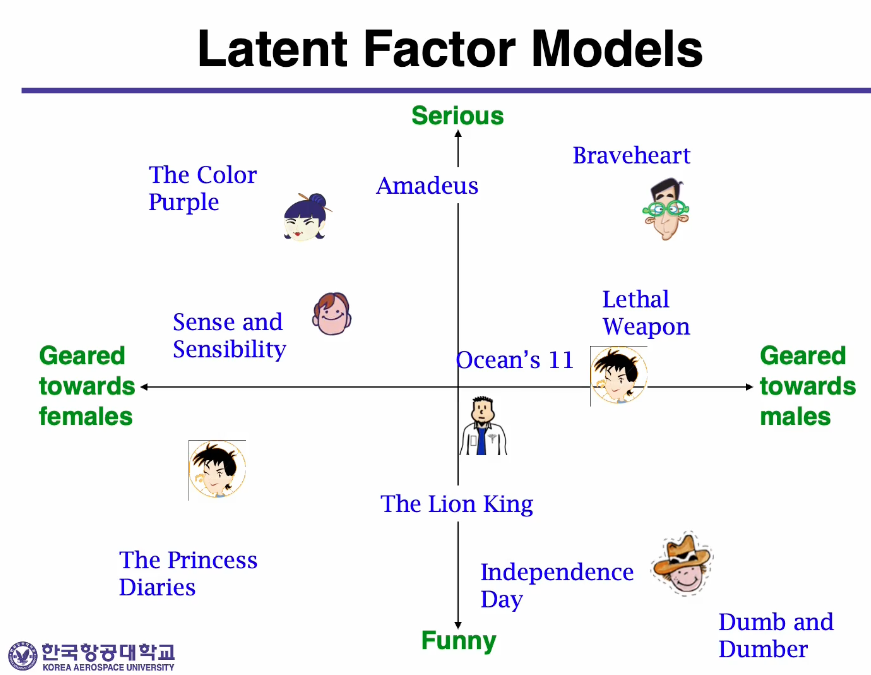 Latent Factor Models
Serious
Braveheart
The Color
Purple
Amadeus
Lethal
Weapon
Sense and
Sensibility
Ocean’s 11
Geared
towards
females
Geared
towards
males
The Lion King
The Princess
Diaries
Independence
Day
Dumb and
Dumber
Funny
한국항공대학교
KOREA AEROSPACE UNIVERSITY